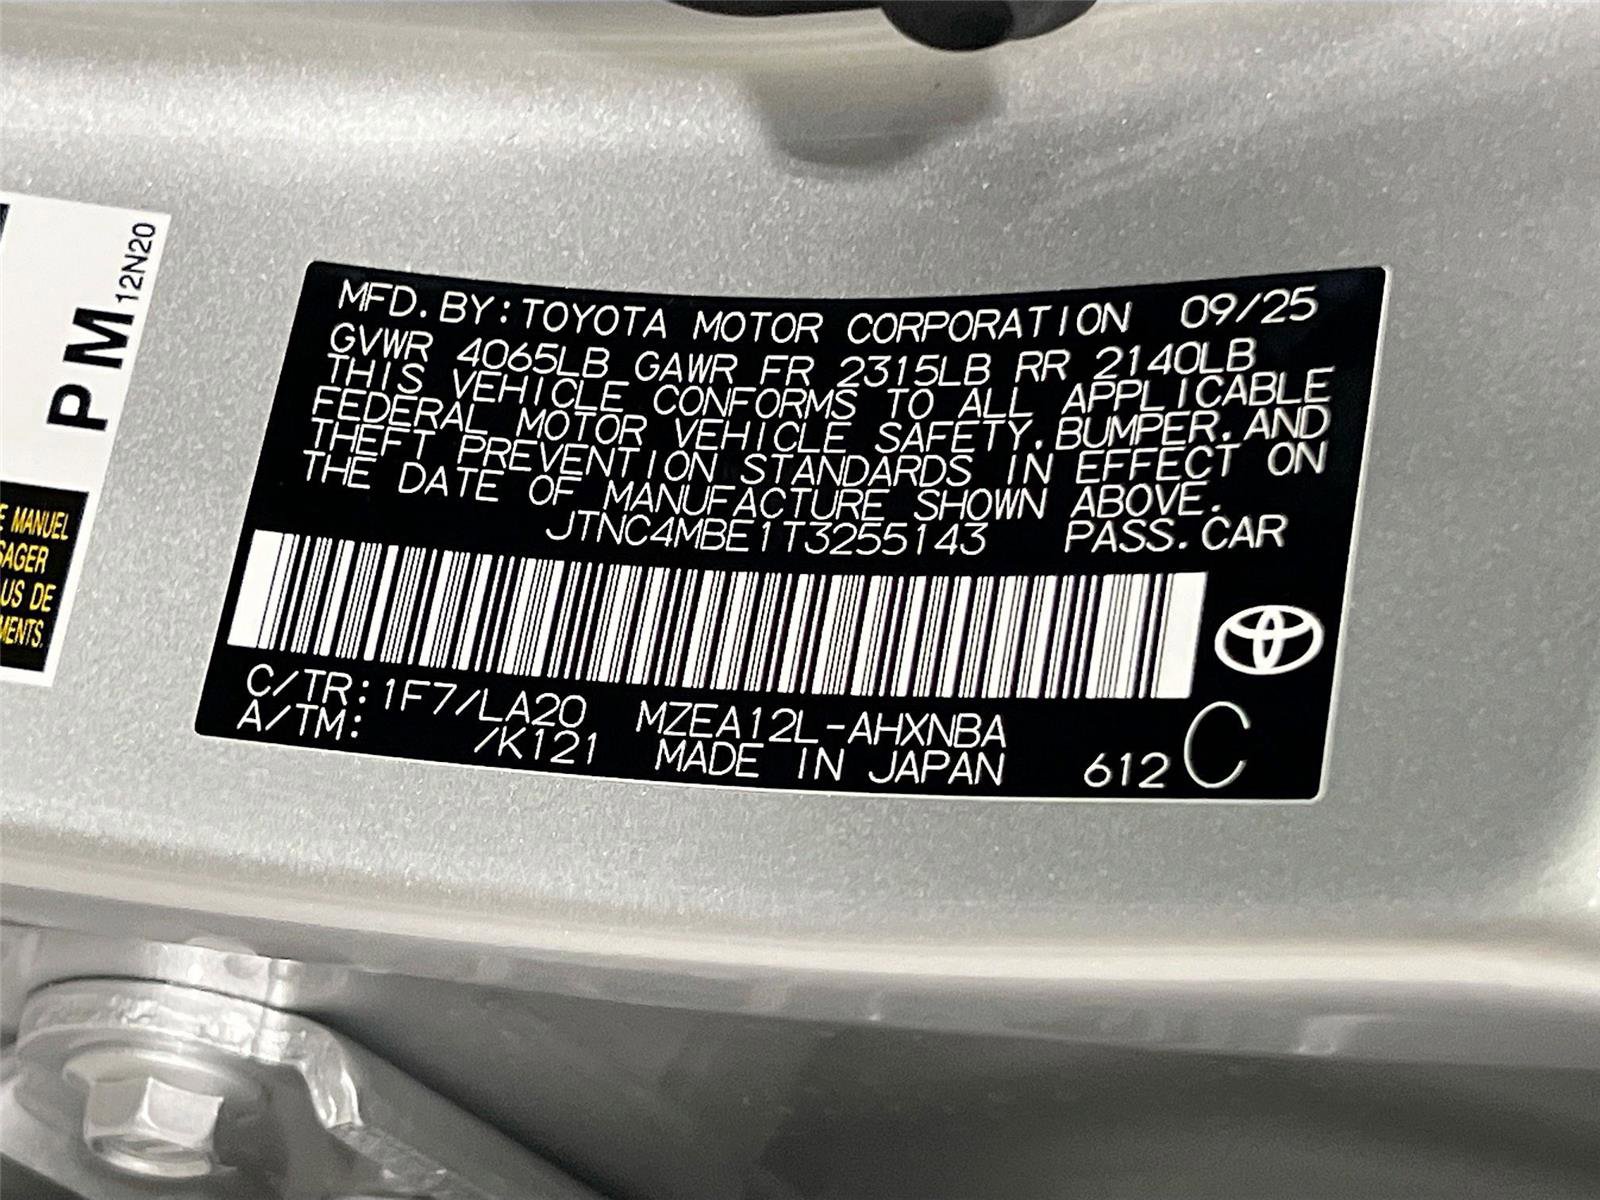 PM 12N20
E MANUEL
SAGER
US DE
MENTS.
MFD. BY: TOYOTA MOTOR CORPORATION 09/25
GVWR 4065LB GAWR FR 2315LB RR 2140LB
THIS VEHICLE CONFORMS TO ALL APPLICABLE
FEDERAL MOTOR VEHICLE SAFETY, BUMPER, AND
THEFT PREVENTION STANDARDS IN EFFECT ON
THE DATE OF MANUFACTURE SHOWN ABOVE.
JTNC4MBE1T3255143 PASS. CAR
C/TR: 1F7/LA20 MZEA12L-AHXNBA
A/TM: /K121 MADE IN JAPAN 612 C